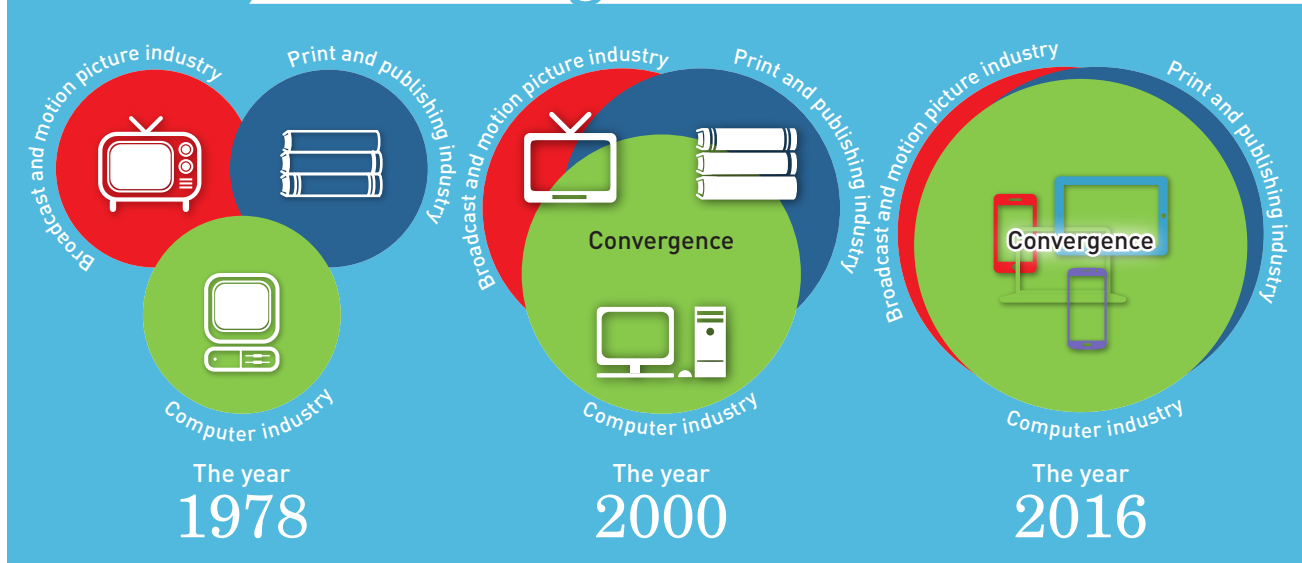 Broadcast and motion picture industry
Print and publishing industry
Computer industry
The year
1978
Broadcast and motion picture industry
Print and publishing industry
Convergence
Computer industry
The year
2000
Broadcast and motion picture industry
Print and publishing industry
Convergence
Computer industry
The year
2016